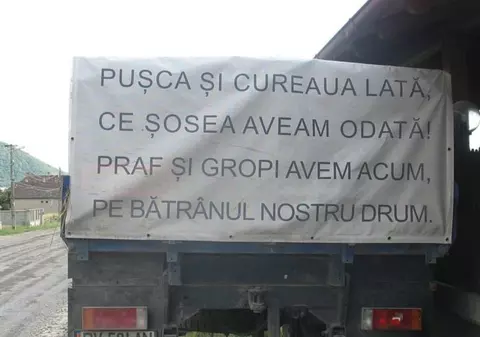 PUȘCA ȘI CUREAUA LATĂ,
CE ȘOSEA AVEAM ODATĂ!
PRAF ȘI GROPI AVEM ACUM,
PE BĂTRÂNUL NOSTRU DRUM.